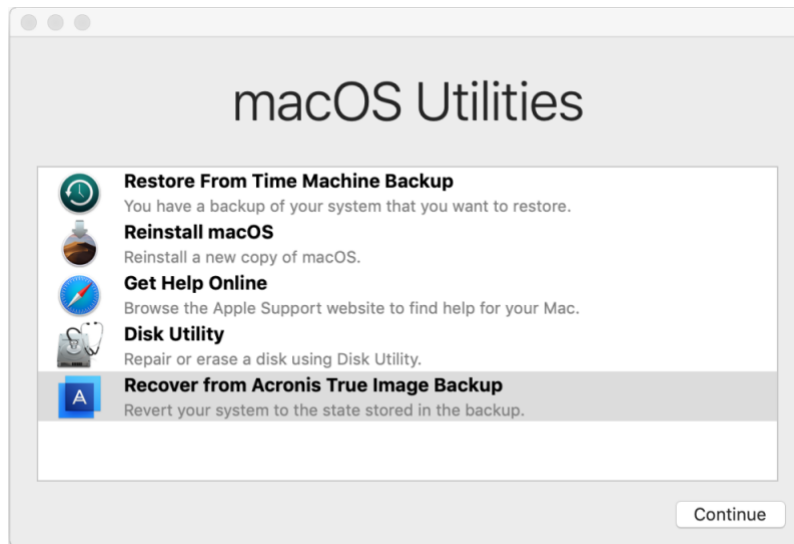 macOS Utilities
Restore From Time Machine Backup
You have a backup of your system that you want to restore.
Reinstall macOS
Reinstall a new copy of macOS.
Get Help Online
Browse the Apple Support website to find help for your Mac.
Disk Utility
Repair or erase a disk using Disk Utility.
Recover from Acronis True Image Backup
Revert your system to the state stored in the backup.
Continue